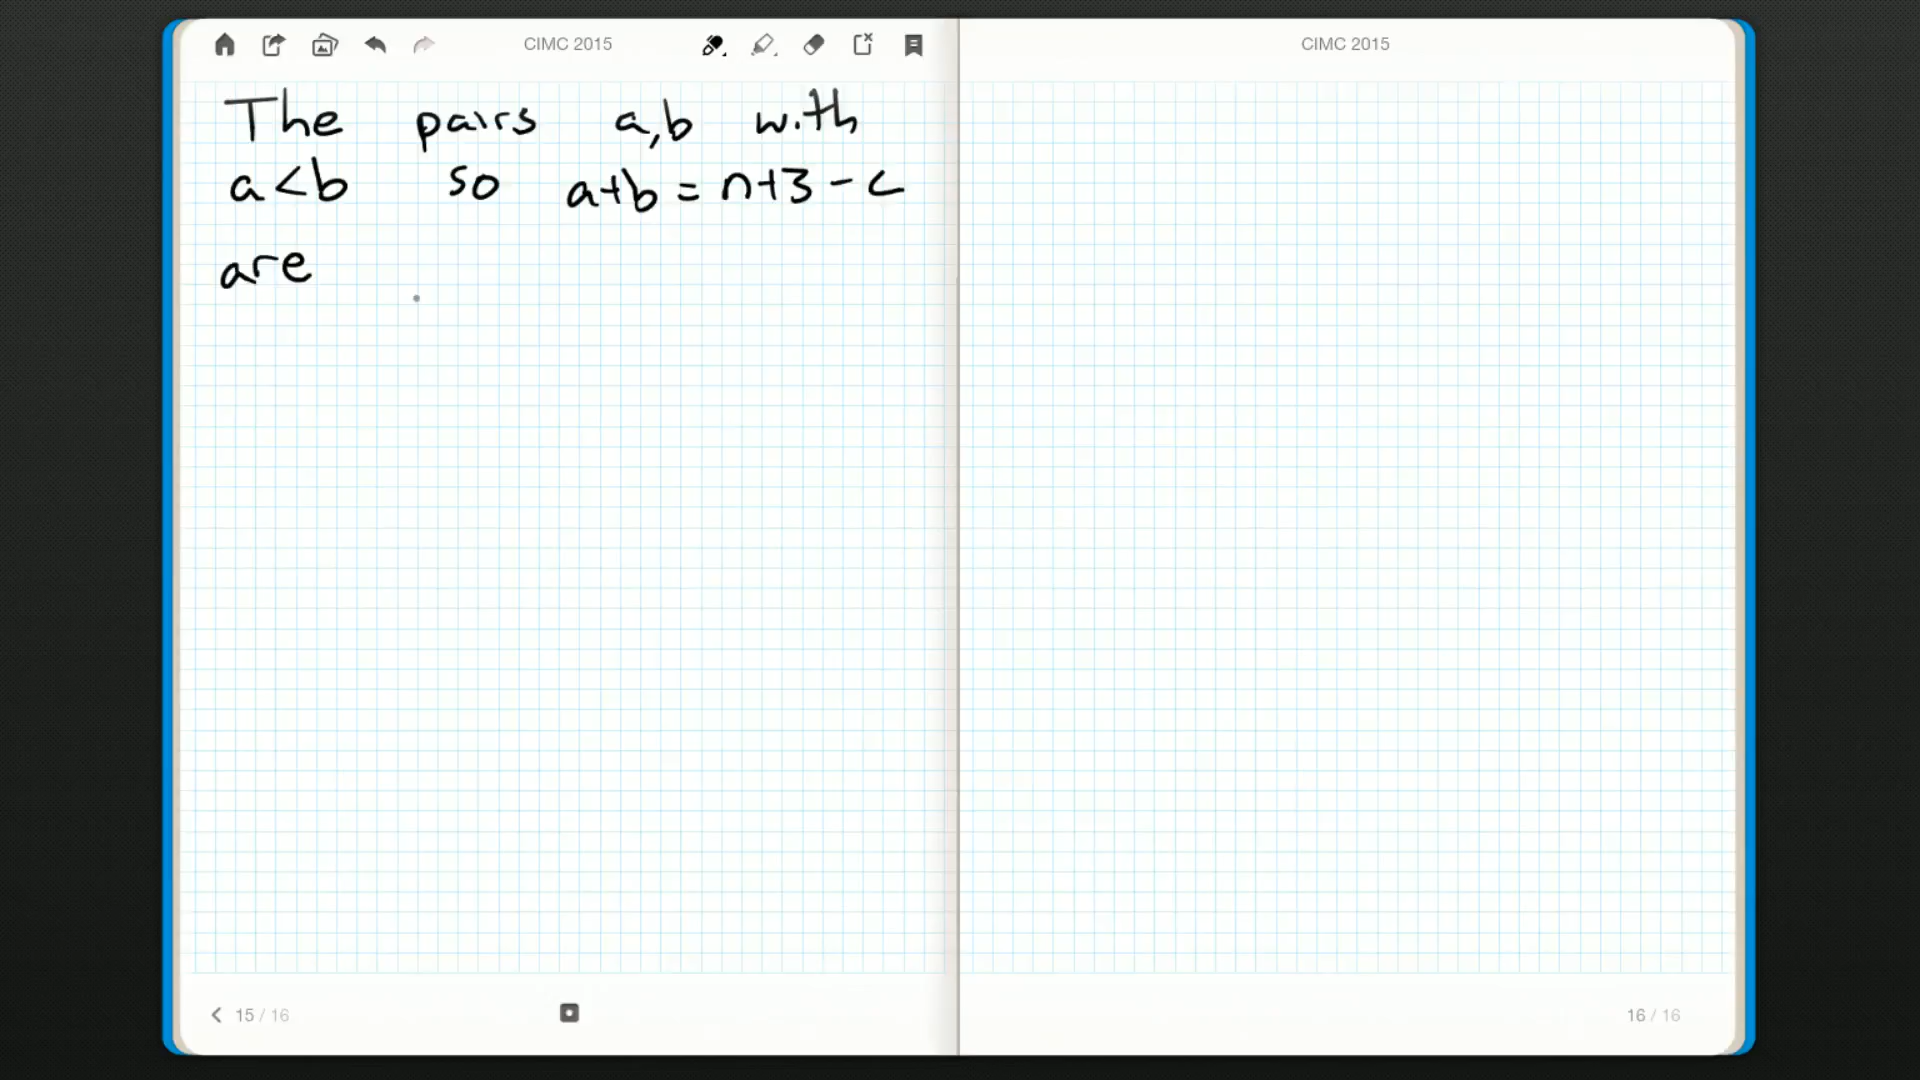 CIMC 2015
CIMC 2015
The pairs a,b with
a<b so a+b = n+3-c
are
15 / 16
16 / 16